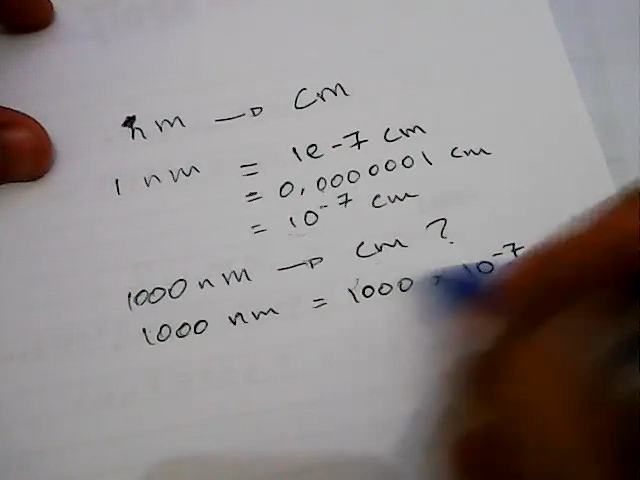 nm → cm
1 nm = 1e-7 cm
= 0,0000001 cm
= 10⁻⁷ cm
1000 nm → cm ?
1000 nm = 1000 · 10⁻⁷